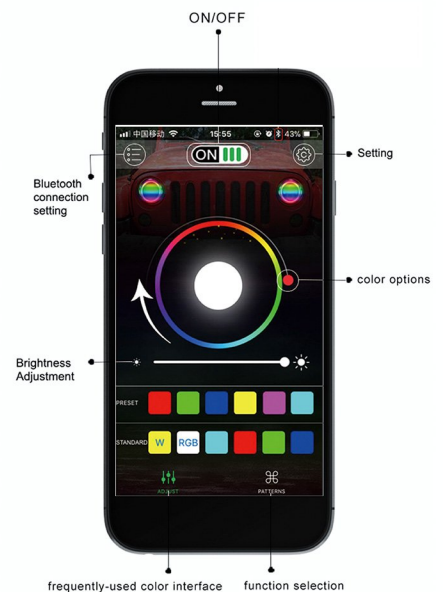 ON/OFF
中国移动
15:55
43%
ON
Setting
Bluetooth
connection
setting
color options
Brightness
Adjustment
PRESET
STANDARD
W
RGB
ADJUST
PATTERNS
frequently-used color interface
function selection